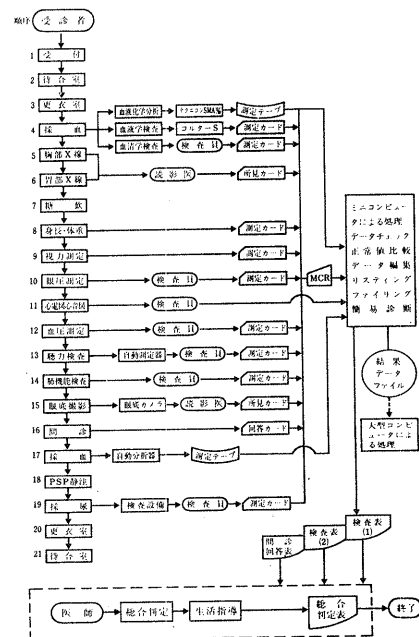 順序 受診者
1 受付
2 待合室
3 更衣室
血液化学分析 テクニコンSMA 測定テープ
4 採血 血液学検査 コルターS 測定カード
血清学検査 検査員 測定カード
5 胸部X線
6 胃部X線 読影医 所見カード
7 糖飲
8 身長・体重 測定カード
9 視力測定 測定カード
10 眼圧測定 検査員 測定カード MCR
11 心電図心音図 検査員
12 血圧測定 検査員 測定カード
13 聴力検査 自動測定器 検査員 測定カード
14 肺機能検査 検査員 測定カード
15 眼底撮影 眼底カメラ 読影医 所見カード
16 問診 回答カード
17 採血 自動分析器 測定テープ
18 PSP静注
19 採尿 検査設備 検査員 測定カード
20 更衣室
21 待合室
ミニコンピュー
タによる処理
データチェック
正常値比較
データ編集
リスティング
ファイリング
簡易診断
結果
データ
ファイル
大型コンピ
ュータによ
る処理
問診
回答表
検査表
(2)
検査表
(1)
医師 総合判定 生活指導 総合
判定表 終了